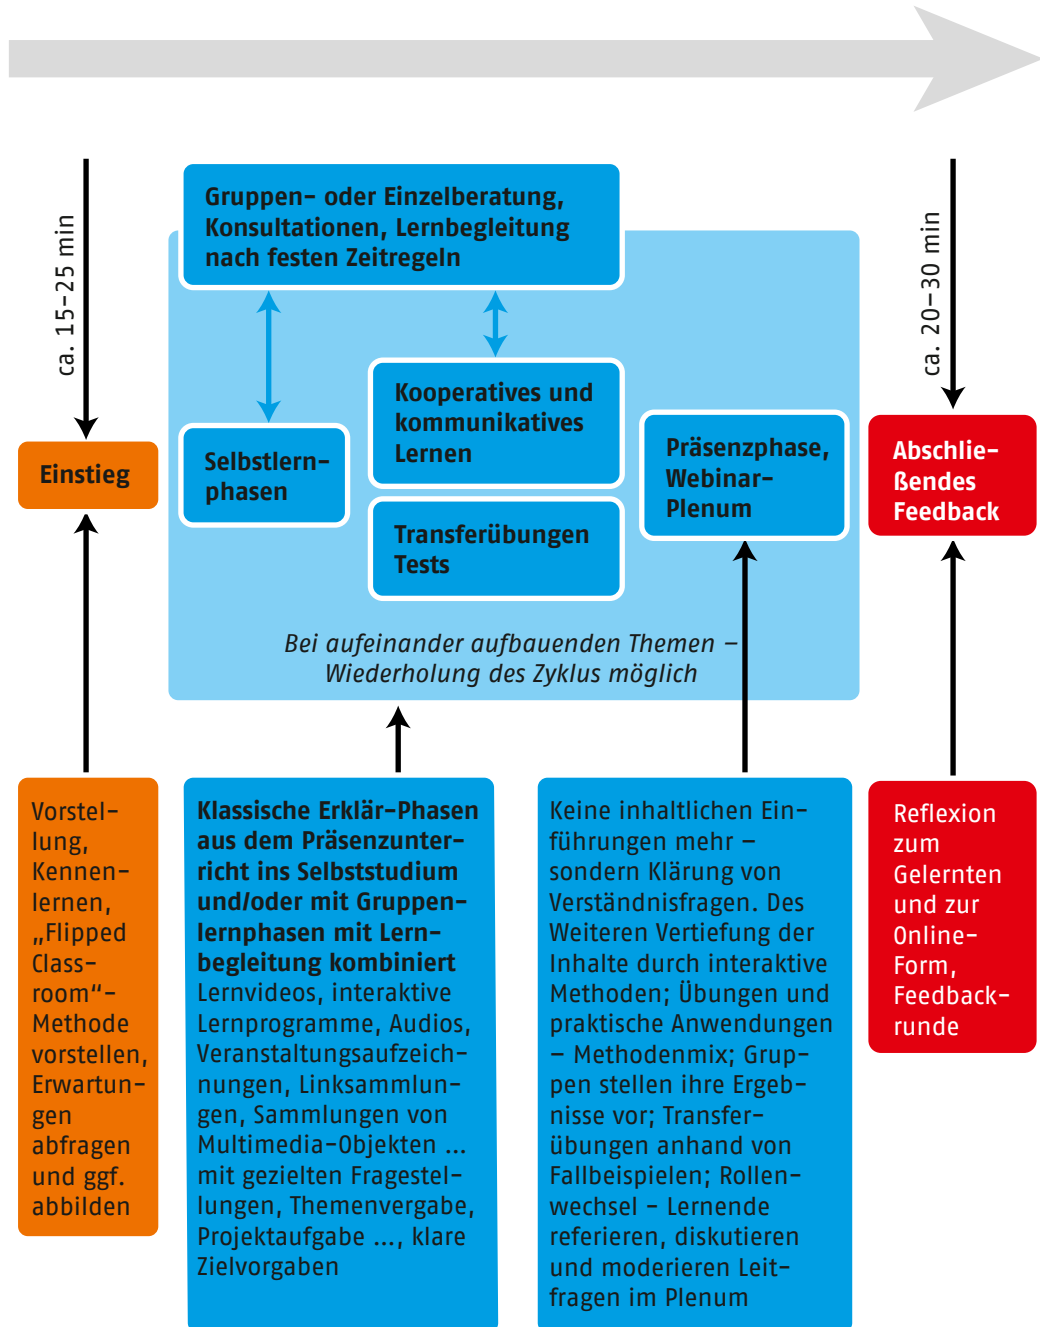 ca. 15–25 min
Gruppen- oder Einzelberatung,
Konsultationen, Lernbegleitung
nach festen Zeitregeln
ca. 20–30 min
Einstieg
Selbstlern-
phasen
Kooperatives und
kommunikatives
Lernen
Transferübungen
Tests
Präsenzphase,
Webinar-
Plenum
Abschlie-
ßendes
Feedback
Bei aufeinander aufbauenden Themen –
Wiederholung des Zyklus möglich
Vorstel-
lung,
Kennen-
lernen,
„Flipped
Class-
room“-
Methode
vorstellen,
Erwartun-
gen
abfragen
und ggf.
abbilden
Klassische Erklär-Phasen
aus dem Präsenzunter-
richt ins Selbststudium
und/oder mit Gruppen-
lernphasen mit Lern-
begleitung kombiniert
Lernvideos, interaktive
Lernprogramme, Audios,
Veranstaltungsaufzeich-
nungen, Linksammlun-
gen, Sammlungen von
Multimedia-Objekten ...
mit gezielten Fragestel-
lungen, Themenvergabe,
Projektaufgabe ..., klare
Zielvorgaben
Keine inhaltlichen Ein-
führungen mehr –
sondern Klärung von
Verständnisfragen. Des
Weiteren Vertiefung der
Inhalte durch interaktive
Methoden; Übungen und
praktische Anwendungen
– Methodenmix; Grup-
pen stellen ihre Ergeb-
nisse vor; Transfer-
übungen anhand von
Fallbeispielen; Rollen-
wechsel – Lernende
referieren, diskutieren
und moderieren Leit-
fragen im Plenum
Reflexion
zum
Gelernten
und zur
Online-
Form,
Feedback-
runde